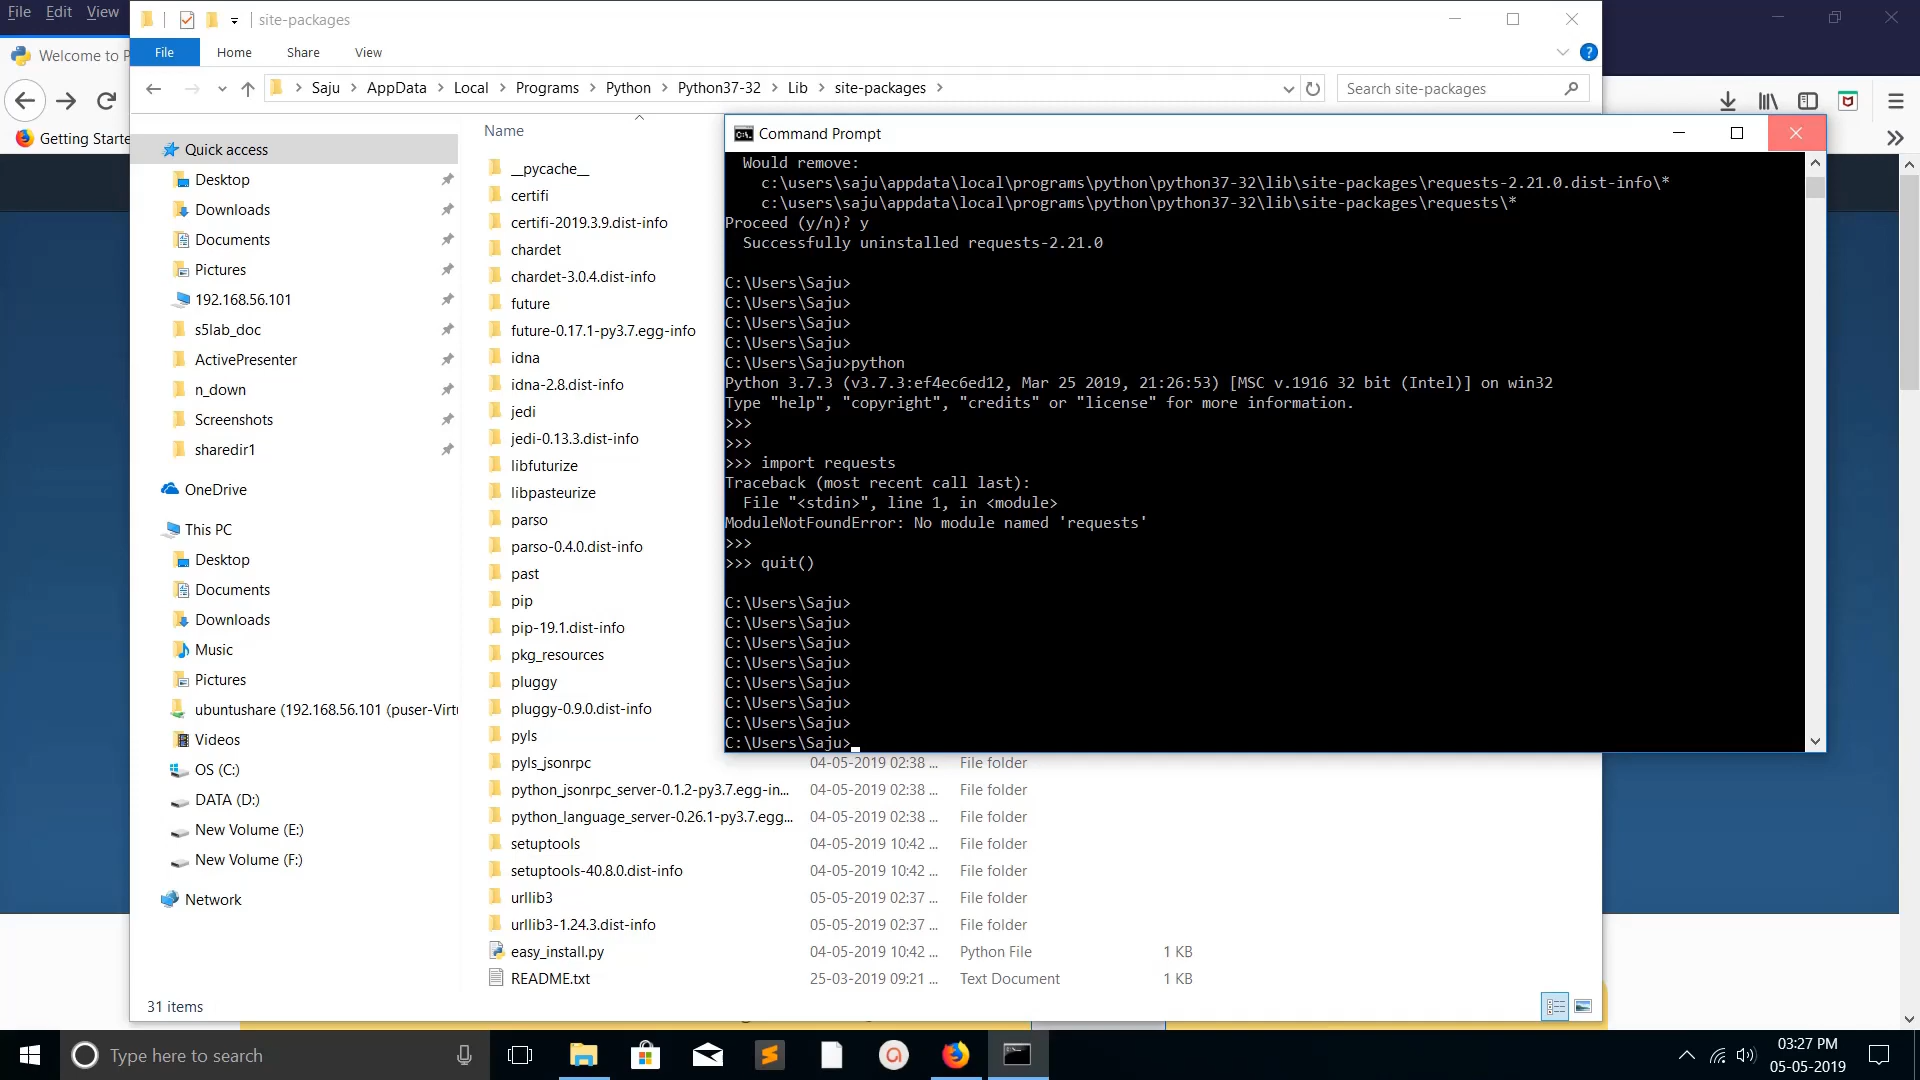 File Edit View
site-packages
Welcome to P
File Home Share View
Saju > AppData > Local > Programs > Python > Python37-32 > Lib > site-packages >
Search site-packages
Getting Starte
Name
Quick access
Desktop
Downloads
Documents
Pictures
192.168.56.101
s5lab_doc
ActivePresenter
n_down
Screenshots
sharedir1
OneDrive
This PC
Desktop
Documents
Downloads
Music
Pictures
ubuntushare (192.168.56.101 (puser-Virtu
Videos
OS (C:)
DATA (D:)
New Volume (E:)
New Volume (F:)
Network
__pycache__
certifi
certifi-2019.3.9.dist-info
chardet
chardet-3.0.4.dist-info
future
future-0.17.1-py3.7.egg-info
idna
idna-2.8.dist-info
jedi
jedi-0.13.3.dist-info
libfuturize
libpasteurize
parso
parso-0.4.0.dist-info
past
pip
pip-19.1.dist-info
pkg_resources
pluggy
pluggy-0.9.0.dist-info
pyls
pyls_jsonrpc 04-05-2019 02:38 ... File folder
python_jsonrpc_server-0.1.2-py3.7.egg-in... 04-05-2019 02:38 ... File folder
python_language_server-0.26.1-py3.7.egg... 04-05-2019 02:38 ... File folder
setuptools 04-05-2019 10:42 ... File folder
setuptools-40.8.0.dist-info 04-05-2019 10:42 ... File folder
urllib3 05-05-2019 02:37 ... File folder
urllib3-1.24.3.dist-info 05-05-2019 02:37 ... File folder
easy_install.py 04-05-2019 10:42 ... Python File 1 KB
README.txt 25-03-2019 09:21 ... Text Document 1 KB
31 items
Command Prompt
Would remove:
c:\users\saju\appdata\local\programs\python\python37-32\lib\site-packages\requests-2.21.0.dist-info\*
c:\users\saju\appdata\local\programs\python\python37-32\lib\site-packages\requests\*
Proceed (y/n)? y
Successfully uninstalled requests-2.21.0
C:\Users\Saju>
C:\Users\Saju>
C:\Users\Saju>
C:\Users\Saju>
C:\Users\Saju>python
Python 3.7.3 (v3.7.3:ef4ec6ed12, Mar 25 2019, 21:26:53) [MSC v.1916 32 bit (Intel)] on win32
Type "help", "copyright", "credits" or "license" for more information.
>>>
>>>
>>> import requests
Traceback (most recent call last):
File "<stdin>", line 1, in <module>
ModuleNotFoundError: No module named 'requests'
>>>
>>> quit()
C:\Users\Saju>
C:\Users\Saju>
C:\Users\Saju>
C:\Users\Saju>
C:\Users\Saju>
C:\Users\Saju>
C:\Users\Saju>
C:\Users\Saju>
Type here to search
03:27 PM
05-05-2019